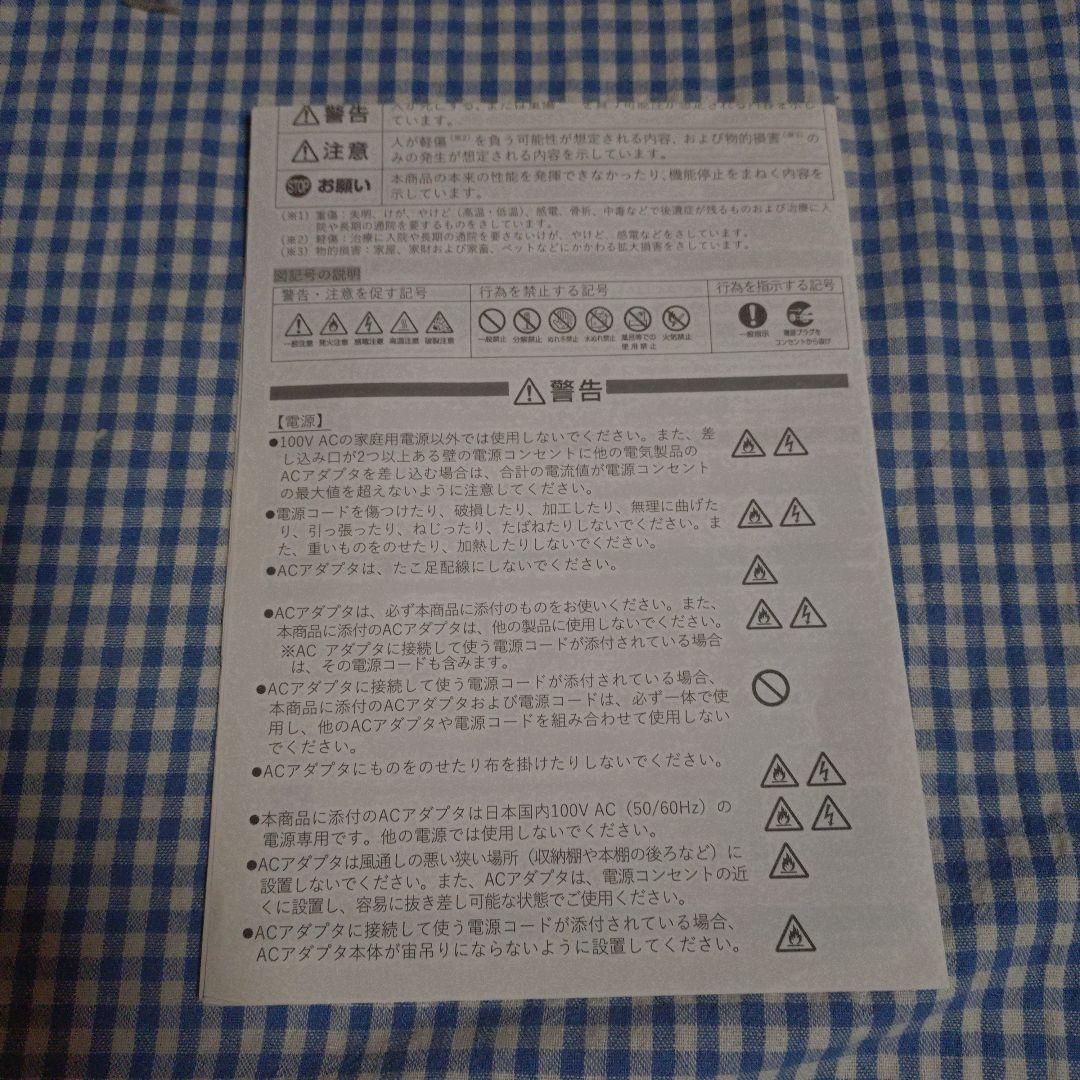 警告
ています。
注意
人が軽傷(※2)を負う可能性が想定される内容、および物的損害(※3)の
みの発生が想定される内容を示しています。
STOP お願い
本商品の本来の性能を発揮できなかったり、機能停止をまねく内容を
示しています。
(※1) 重傷：失明、けが、やけど（高温・低温）、感電、骨折、中毒などで後遺症が残るものおよび治療に入
院や長期の通院を要するものをさしています。
(※2) 軽傷：治療に入院や長期の通院を要さないけが、やけど、感電などをさしています。
(※3) 物的損害：家屋、家財および家畜、ペットなどにかかわる拡大損害をさしています。
図記号の説明
警告・注意を促す記号 行為を禁止する記号 行為を指示する記号
一般注意 発火注意 感電注意 高温注意 破裂注意 一般禁止 分解禁止 ぬれ手禁止 水ぬれ禁止 風呂等での 火気禁止 一般指示 電源プラグを
使用禁止 コンセントから抜け
警告
【電源】
●100V ACの家庭用電源以外では使用しないでください。また、差
し込み口が2つ以上ある壁の電源コンセントに他の電気製品の
ACアダプタを差し込む場合は、合計の電流値が電源コンセント
の最大値を超えないように注意してください。
●電源コードを傷つけたり、破損したり、加工したり、無理に曲げた
り、引っ張ったり、ねじったり、たばねたりしないでください。ま
た、重いものをのせたり、加熱したりしないでください。
●ACアダプタは、たこ足配線にしないでください。
●ACアダプタは、必ず本商品に添付のものをお使いください。また、
本商品に添付のACアダプタは、他の製品に使用しないでください。
※AC アダプタに接続して使う電源コードが添付されている場合
は、その電源コードも含みます。
●ACアダプタに接続して使う電源コードが添付されている場合、
本商品に添付のACアダプタおよび電源コードは、必ず一体で使
用し、他のACアダプタや電源コードを組み合わせて使用しない
でください。
●ACアダプタにものをのせたり布を掛けたりしないでください。
●本商品に添付のACアダプタは日本国内100V AC（50/60Hz）の
電源専用です。他の電源では使用しないでください。
●ACアダプタは風通しの悪い狭い場所（収納棚や本棚の後ろなど）に
設置しないでください。また、ACアダプタは、電源コンセントの近
くに設置し、容易に抜き差し可能な状態でご使用ください。
●ACアダプタに接続して使う電源コードが添付されている場合、
ACアダプタ本体が宙吊りにならないように設置してください。